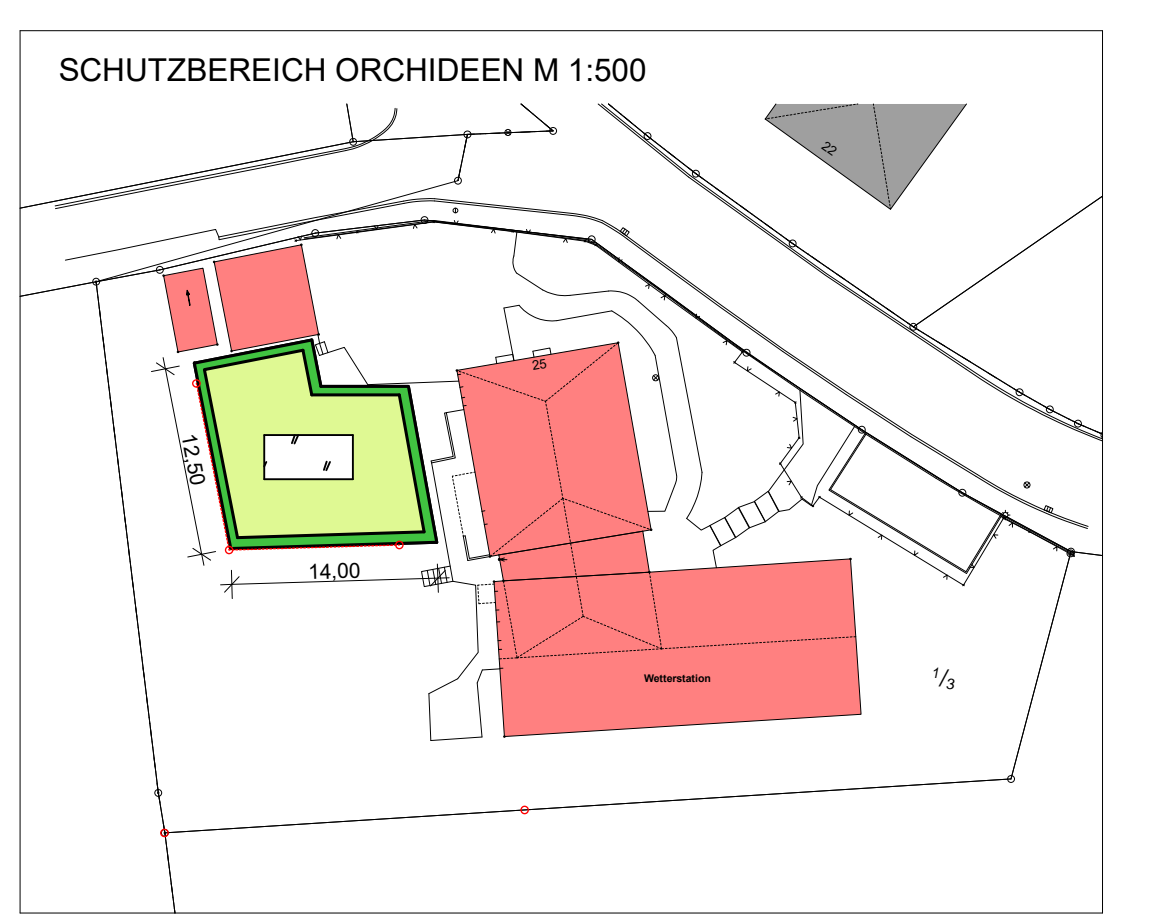 SCHUTZBEREICH ORCHIDEEN M 1:500
22
25
12,50
14,00
Wetterstation
1/3